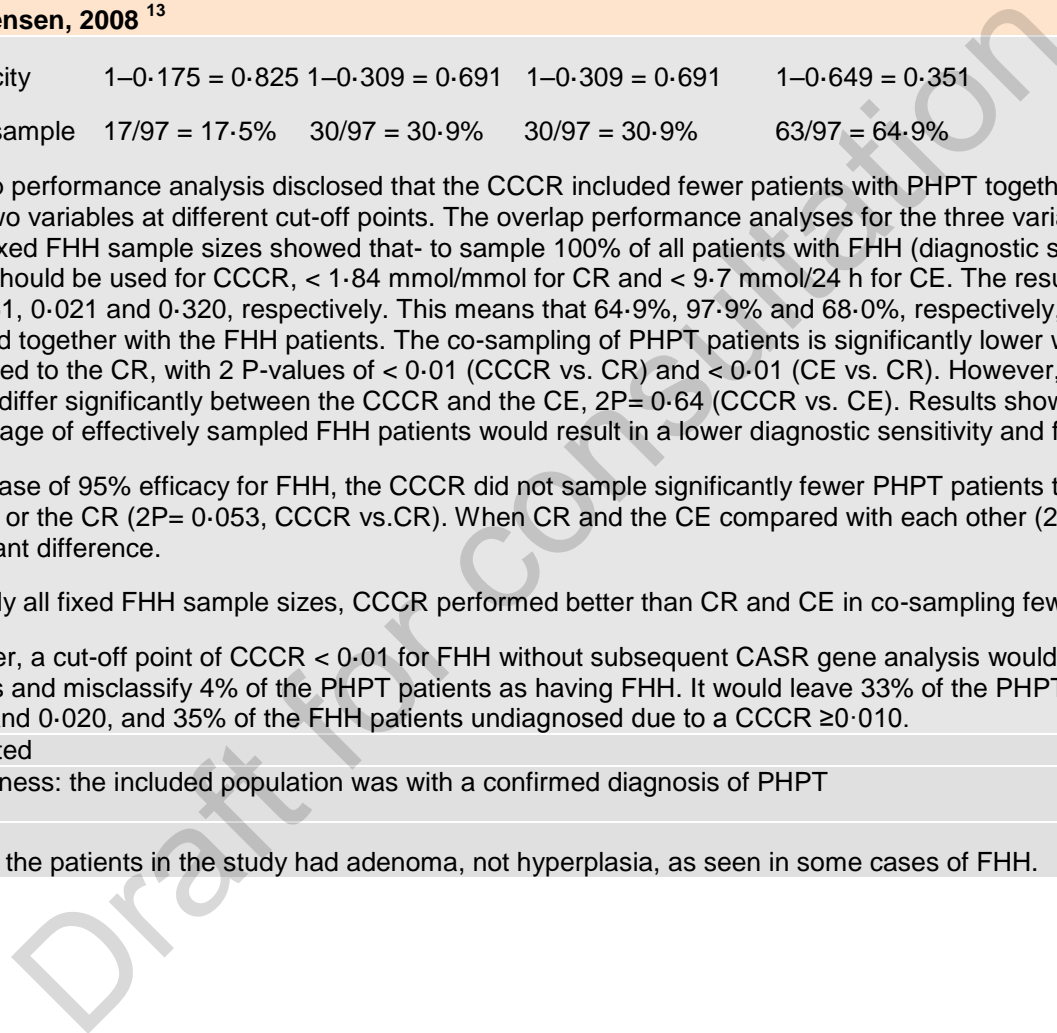 ensen, 2008 13
city 1–0·175 = 0·825 1–0·309 = 0·691 1–0·309 = 0·691 1–0·649 = 0·351
sample 17/97 = 17·5% 30/97 = 30·9% 30/97 = 30·9% 63/97 = 64·9%
performance analysis disclosed that the CCCR included fewer patients with PHPT togeth
wo variables at different cut-off points. The overlap performance analyses for the three vari
ixed FHH sample sizes showed that- to sample 100% of all patients with FHH (diagnostic s
hould be used for CCCR, < 1·84 mmol/mmol for CR and < 9·7 mmol/24 h for CE. The resu
1, 0·021 and 0·320, respectively. This means that 64·9%, 97·9% and 68·0%, respectively,
d together with the FHH patients. The co-sampling of PHPT patients is significantly lower w
ed to the CR, with 2 P-values of < 0·01 (CCCR vs. CR) and < 0·01 (CE vs. CR). However,
differ significantly between the CCCR and the CE, 2P= 0·64 (CCCR vs. CE). Results show
age of effectively sampled FHH patients would result in a lower diagnostic sensitivity and f
ase of 95% efficacy for FHH, the CCCR did not sample significantly fewer PHPT patients t
or the CR (2P= 0·053, CCCR vs.CR). When CR and the CE compared with each other (2
ant difference.
ly all fixed FHH sample sizes, CCCR performed better than CR and CE in co-sampling few
er, a cut-off point of CCCR < 0·01 for FHH without subsequent CASR gene analysis would
s and misclassify 4% of the PHPT patients as having FHH. It would leave 33% of the PHPT
and 0·020, and 35% of the FHH patients undiagnosed due to a CCCR ≥0·010.
ted
ness: the included population was with a confirmed diagnosis of PHPT
the patients in the study had adenoma, not hyperplasia, as seen in some cases of FHH.
Draft for consultation